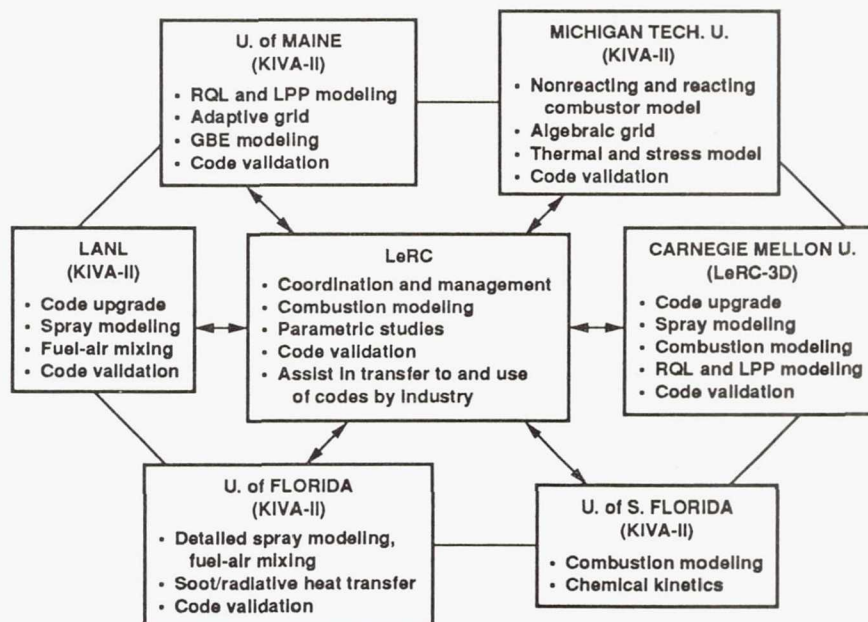 U. of MAINE
(KIVA-II)
• RQL and LPP modeling
• Adaptive grid
• GBE modeling
• Code validation
MICHIGAN TECH. U.
(KIVA-II)
• Nonreacting and reacting
combustor model
• Algebraic grid
• Thermal and stress model
• Code validation
LANL
(KIVA-II)
• Code upgrade
• Spray modeling
• Fuel-air mixing
• Code validation
LeRC
• Coordination and management
• Combustion modeling
• Parametric studies
• Code validation
• Assist in transfer to and use
of codes by industry
CARNEGIE MELLON U.
(LeRC-3D)
• Code upgrade
• Spray modeling
• Combustion modeling
• RQL and LPP modeling
• Code validation
U. of FLORIDA
(KIVA-II)
• Detailed spray modeling,
fuel-air mixing
• Soot/radiative heat transfer
• Code validation
U. of S. FLORIDA
(KIVA-II)
• Combustion modeling
• Chemical kinetics